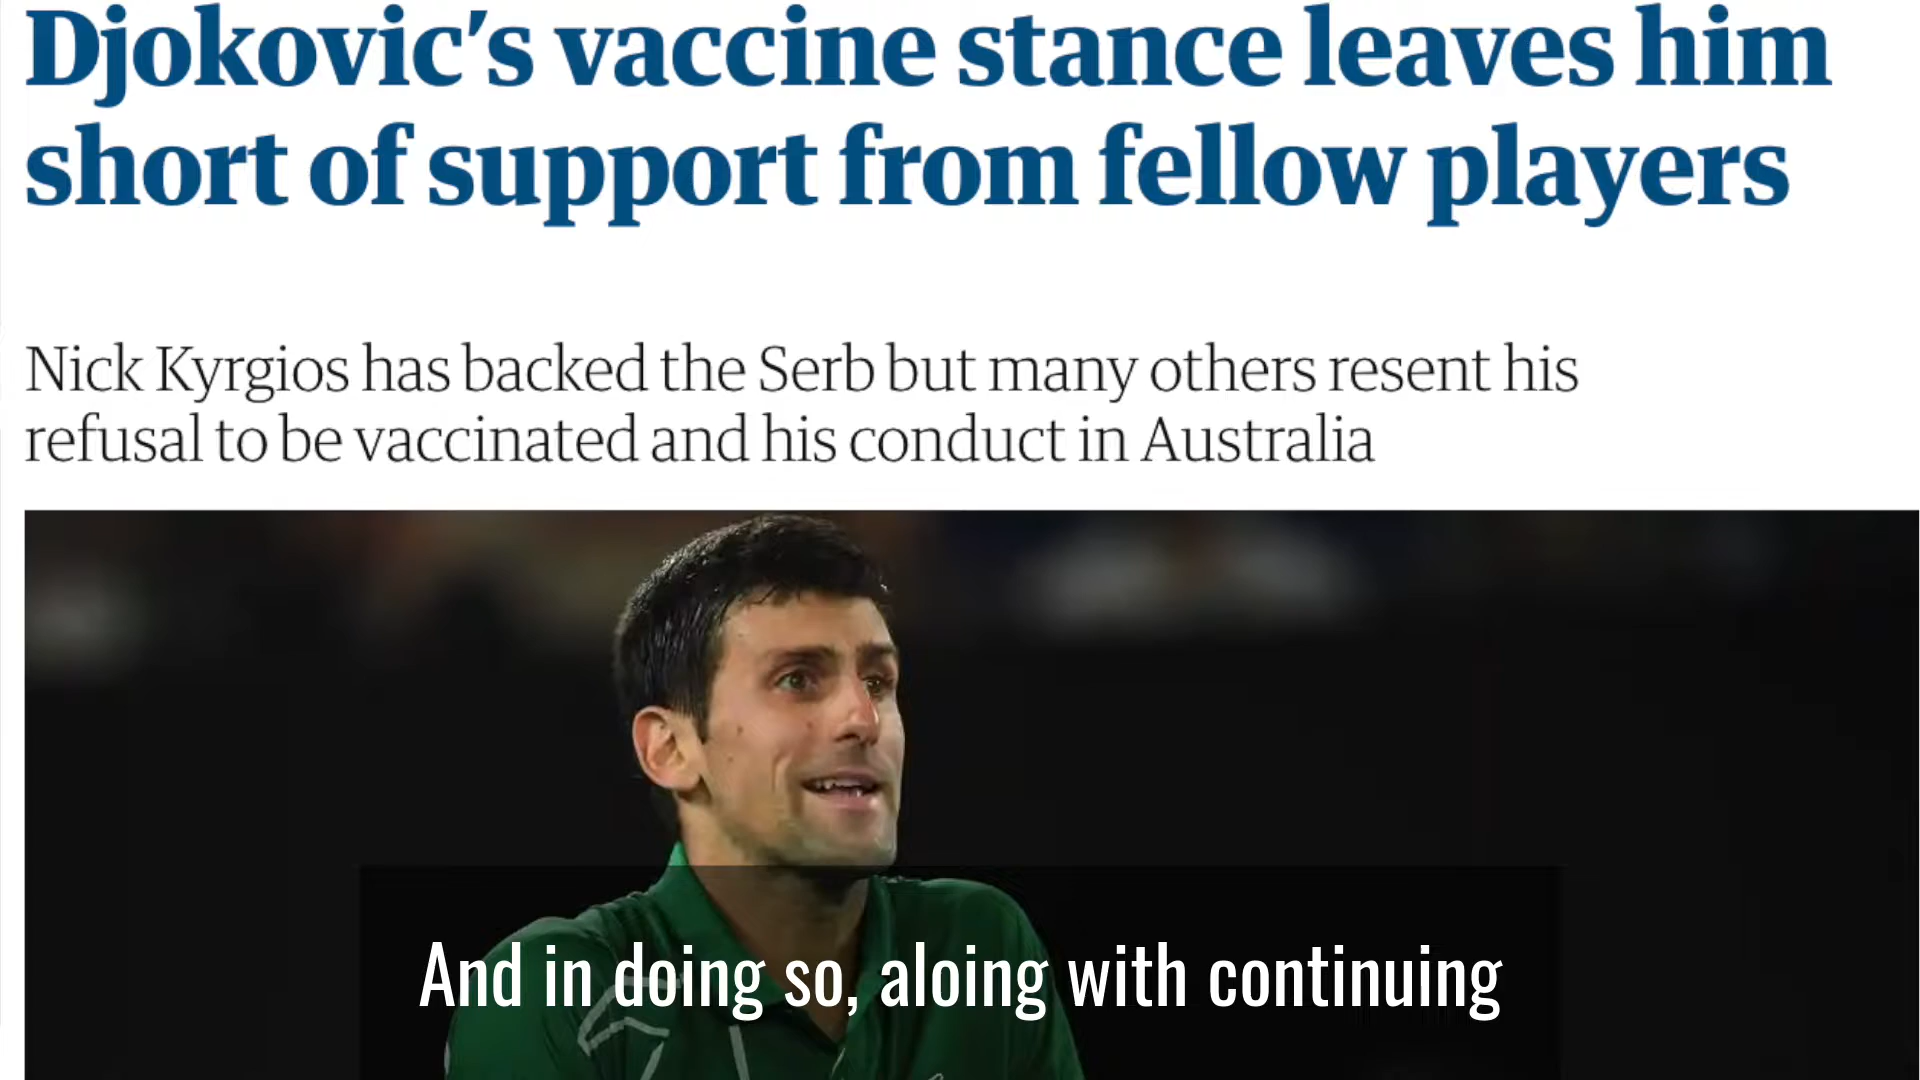 Djokovic’s vaccine stance leaves him
short of support from fellow players
Nick Kyrgios has backed the Serb but many others resent his
refusal to be vaccinated and his conduct in Australia
And in doing so, aloing with continuing